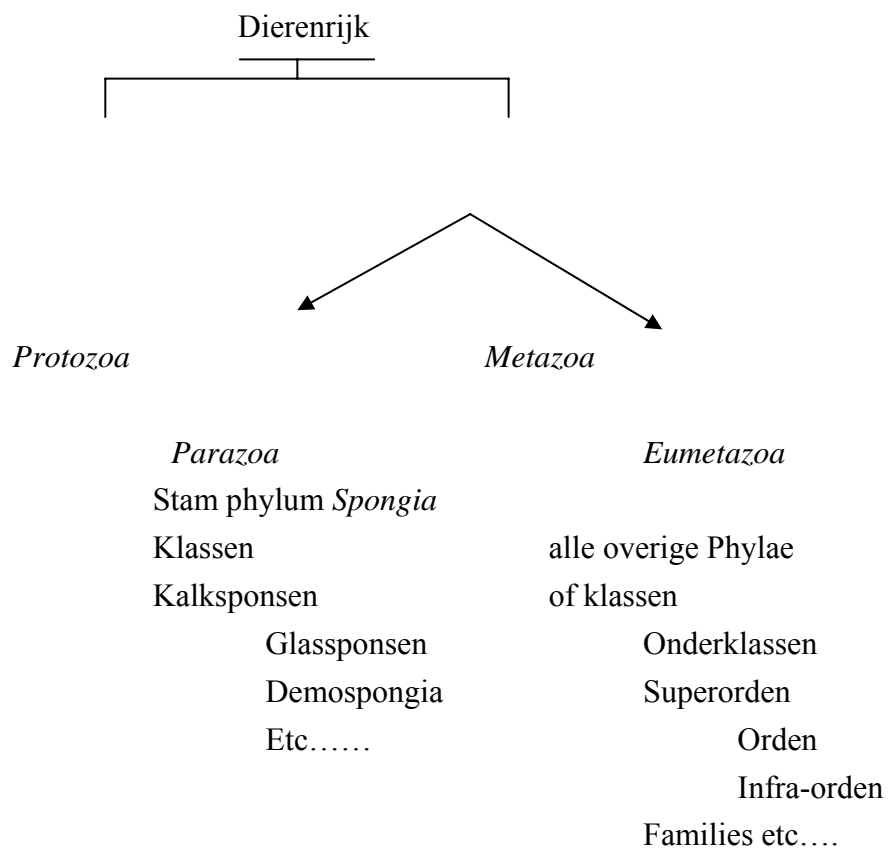 Dierenrijk
Protozoa Metazoa
Parazoa Eumetazoa
Stam phylum Spongia
Klassen alle overige Phylae
Kalksponsen of klassen
Glassponsen Onderklassen
Demospongia Superorden
Etc…… Orden
Infra-orden
Families etc….